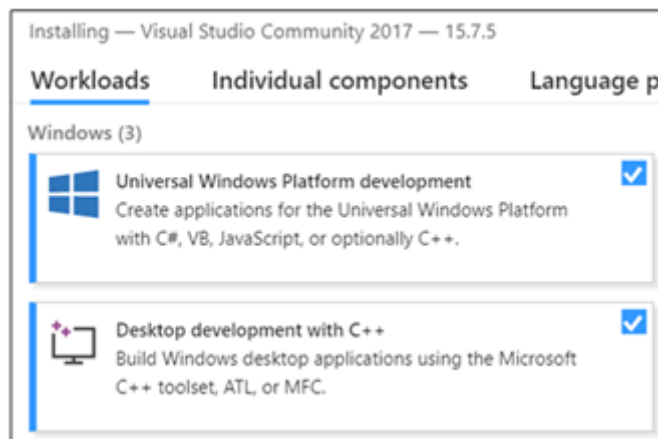 Installing — Visual Studio Community 2017 — 15.7.5
Workloads Individual components Language p
Windows (3)
Universal Windows Platform development
Create applications for the Universal Windows Platform
with C#, VB, JavaScript, or optionally C++.
Desktop development with C++
Build Windows desktop applications using the Microsoft
C++ toolset, ATL, or MFC.